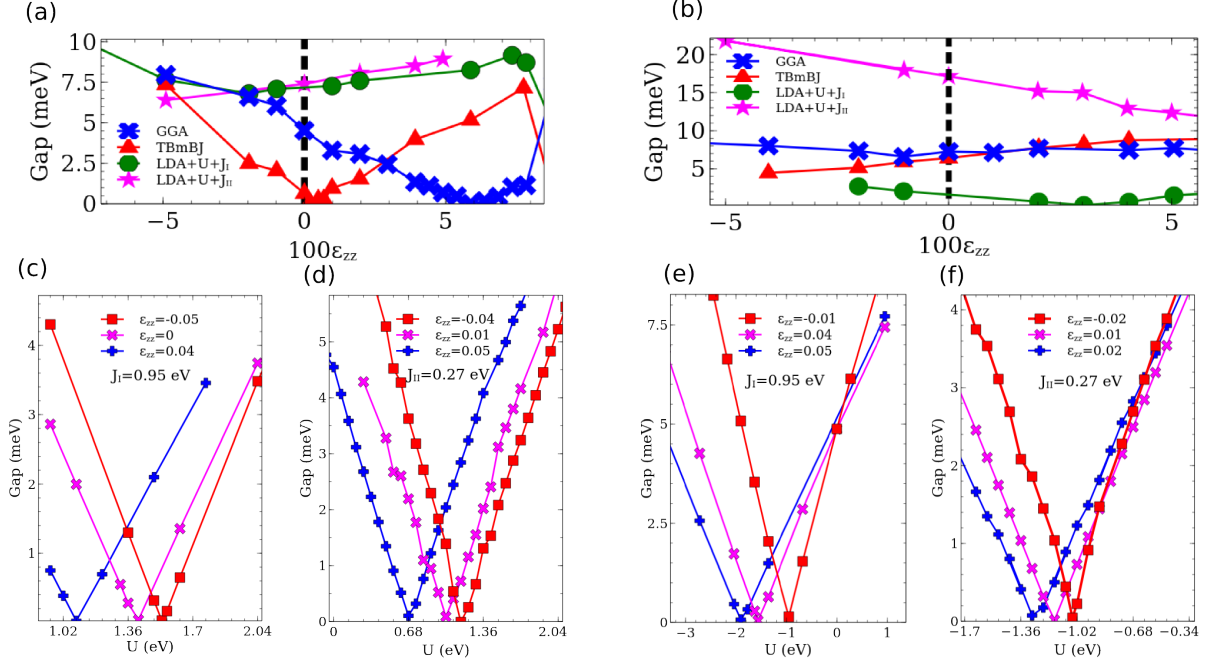 (a)
Gap (meV)
10
7.5
5
2.5
0
GGA
TBmBJ
LDA+U+J_I
LDA+U+J_II
−5
0
5
100ε_zz
(b)
Gap (meV)
20
15
10
5
GGA
TBmBJ
LDA+U+J_I
LDA+U+J_II
−5
0
5
100ε_zz
(c)
Gap (meV)
4
3
2
1
ε_zz=-0.05
ε_zz=0
ε_zz=0.04
J_I=0.95 eV
1.02
1.36
1.7
2.04
U (eV)
(d)
5
4
3
2
1
0
ε_zz=-0.04
ε_zz=0.01
ε_zz=0.05
J_II=0.27 eV
0
0.68
1.36
2.04
U (eV)
(e)
Gap (meV)
7.5
5
2.5
0
ε_zz=-0.01
ε_zz=0.04
ε_zz=0.05
J_I=0.95 eV
−3
−2
−1
0
1
U (eV)
(f)
Gap (meV)
4
3
2
1
0
ε_zz=-0.02
ε_zz=0.01
ε_zz=0.02
J_II=0.27 eV
−1.7
−1.36
−1.02
−0.68
−0.34
U (eV)